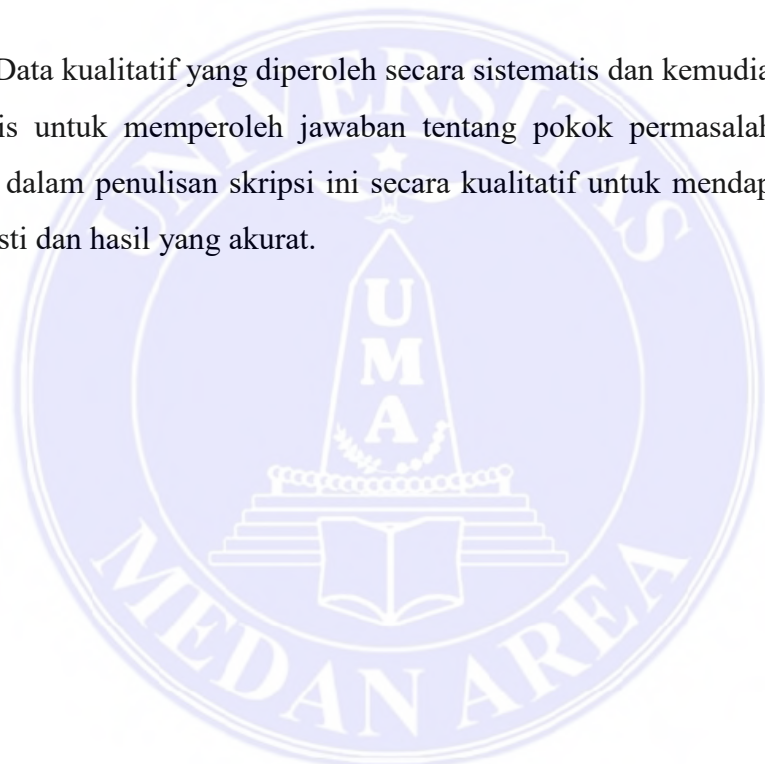 Data kualitatif yang diperoleh secara sistematis dan kemudia
is untuk memperoleh jawaban tentang pokok permasalah
dalam penulisan skripsi ini secara kualitatif untuk mendap
sti dan hasil yang akurat.
UNIVERSITAS
U
M
A
MEDAN AREA